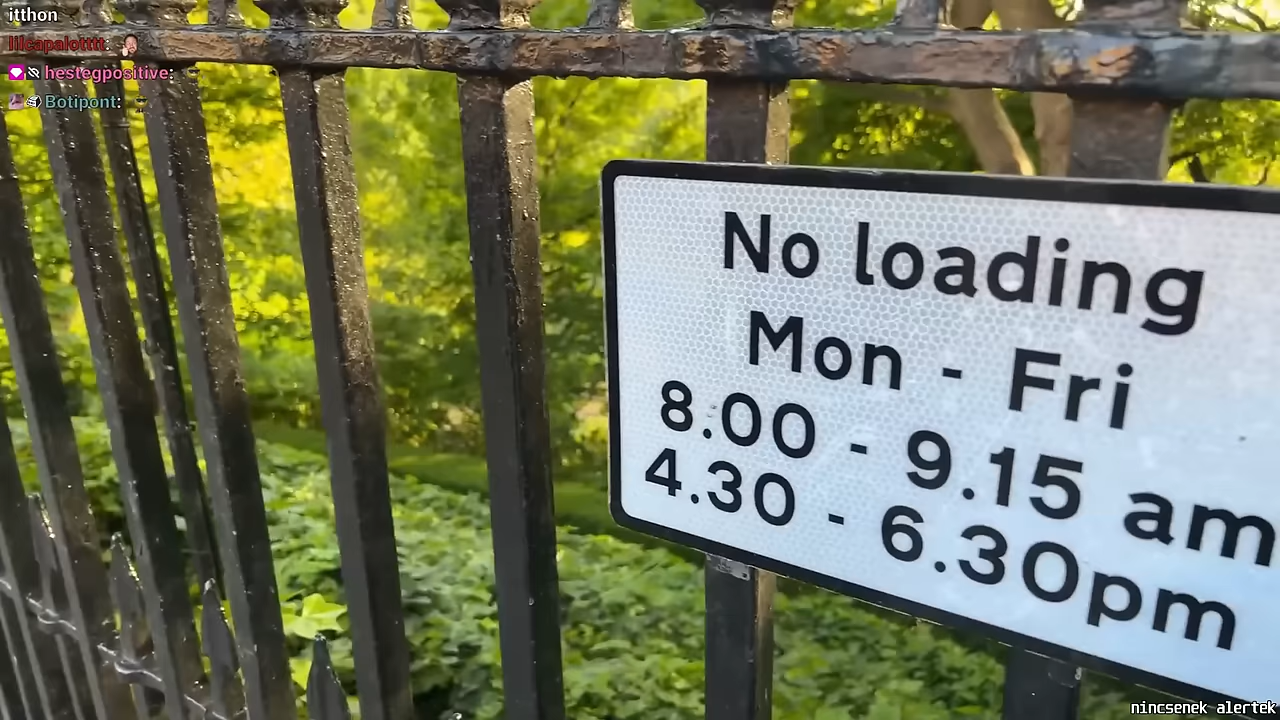 itthon
lilcapalotttt:
hestegpositive:
Botipont:
No loading
Mon - Fri
8.00 - 9.15 am
4.30 - 6.30pm
nincsenek alertek